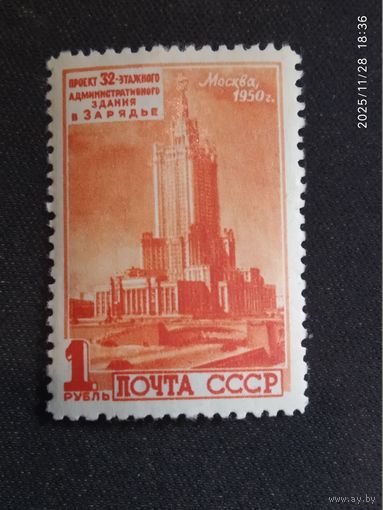 ПРОЕКТ 32-ЭТАЖНОГО
АДМИНИСТРАТИВНОГО
ЗДАНИЯ
В ЗАРЯДЬЕ
Москва,
1950 г.
1
РУБЛЬ
ПОЧТА СССР
2025/11/28 18:36
www.ay.by